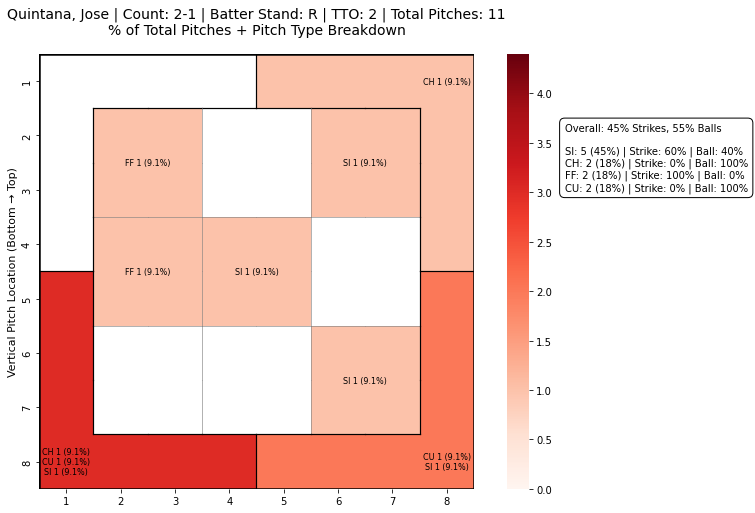 Quintana, Jose | Count: 2-1 | Batter Stand: R | TTO: 2 | Total Pitches: 11
% of Total Pitches + Pitch Type Breakdown
Vertical Pitch Location (Bottom → Top)
1
2
3
4
5
6
7
8
CH 1 (9.1%)
FF 1 (9.1%)
SI 1 (9.1%)
FF 1 (9.1%)
SI 1 (9.1%)
SI 1 (9.1%)
CH 1 (9.1%)
CU 1 (9.1%)
SI 1 (9.1%)
CU 1 (9.1%)
SI 1 (9.1%)
1
2
3
4
5
6
7
8
4.0
3.5
3.0
2.5
2.0
1.5
1.0
0.5
0.0
Overall: 45% Strikes, 55% Balls
SI: 5 (45%) | Strike: 60% | Ball: 40%
CH: 2 (18%) | Strike: 0% | Ball: 100%
FF: 2 (18%) | Strike: 100% | Ball: 0%
CU: 2 (18%) | Strike: 0% | Ball: 100%